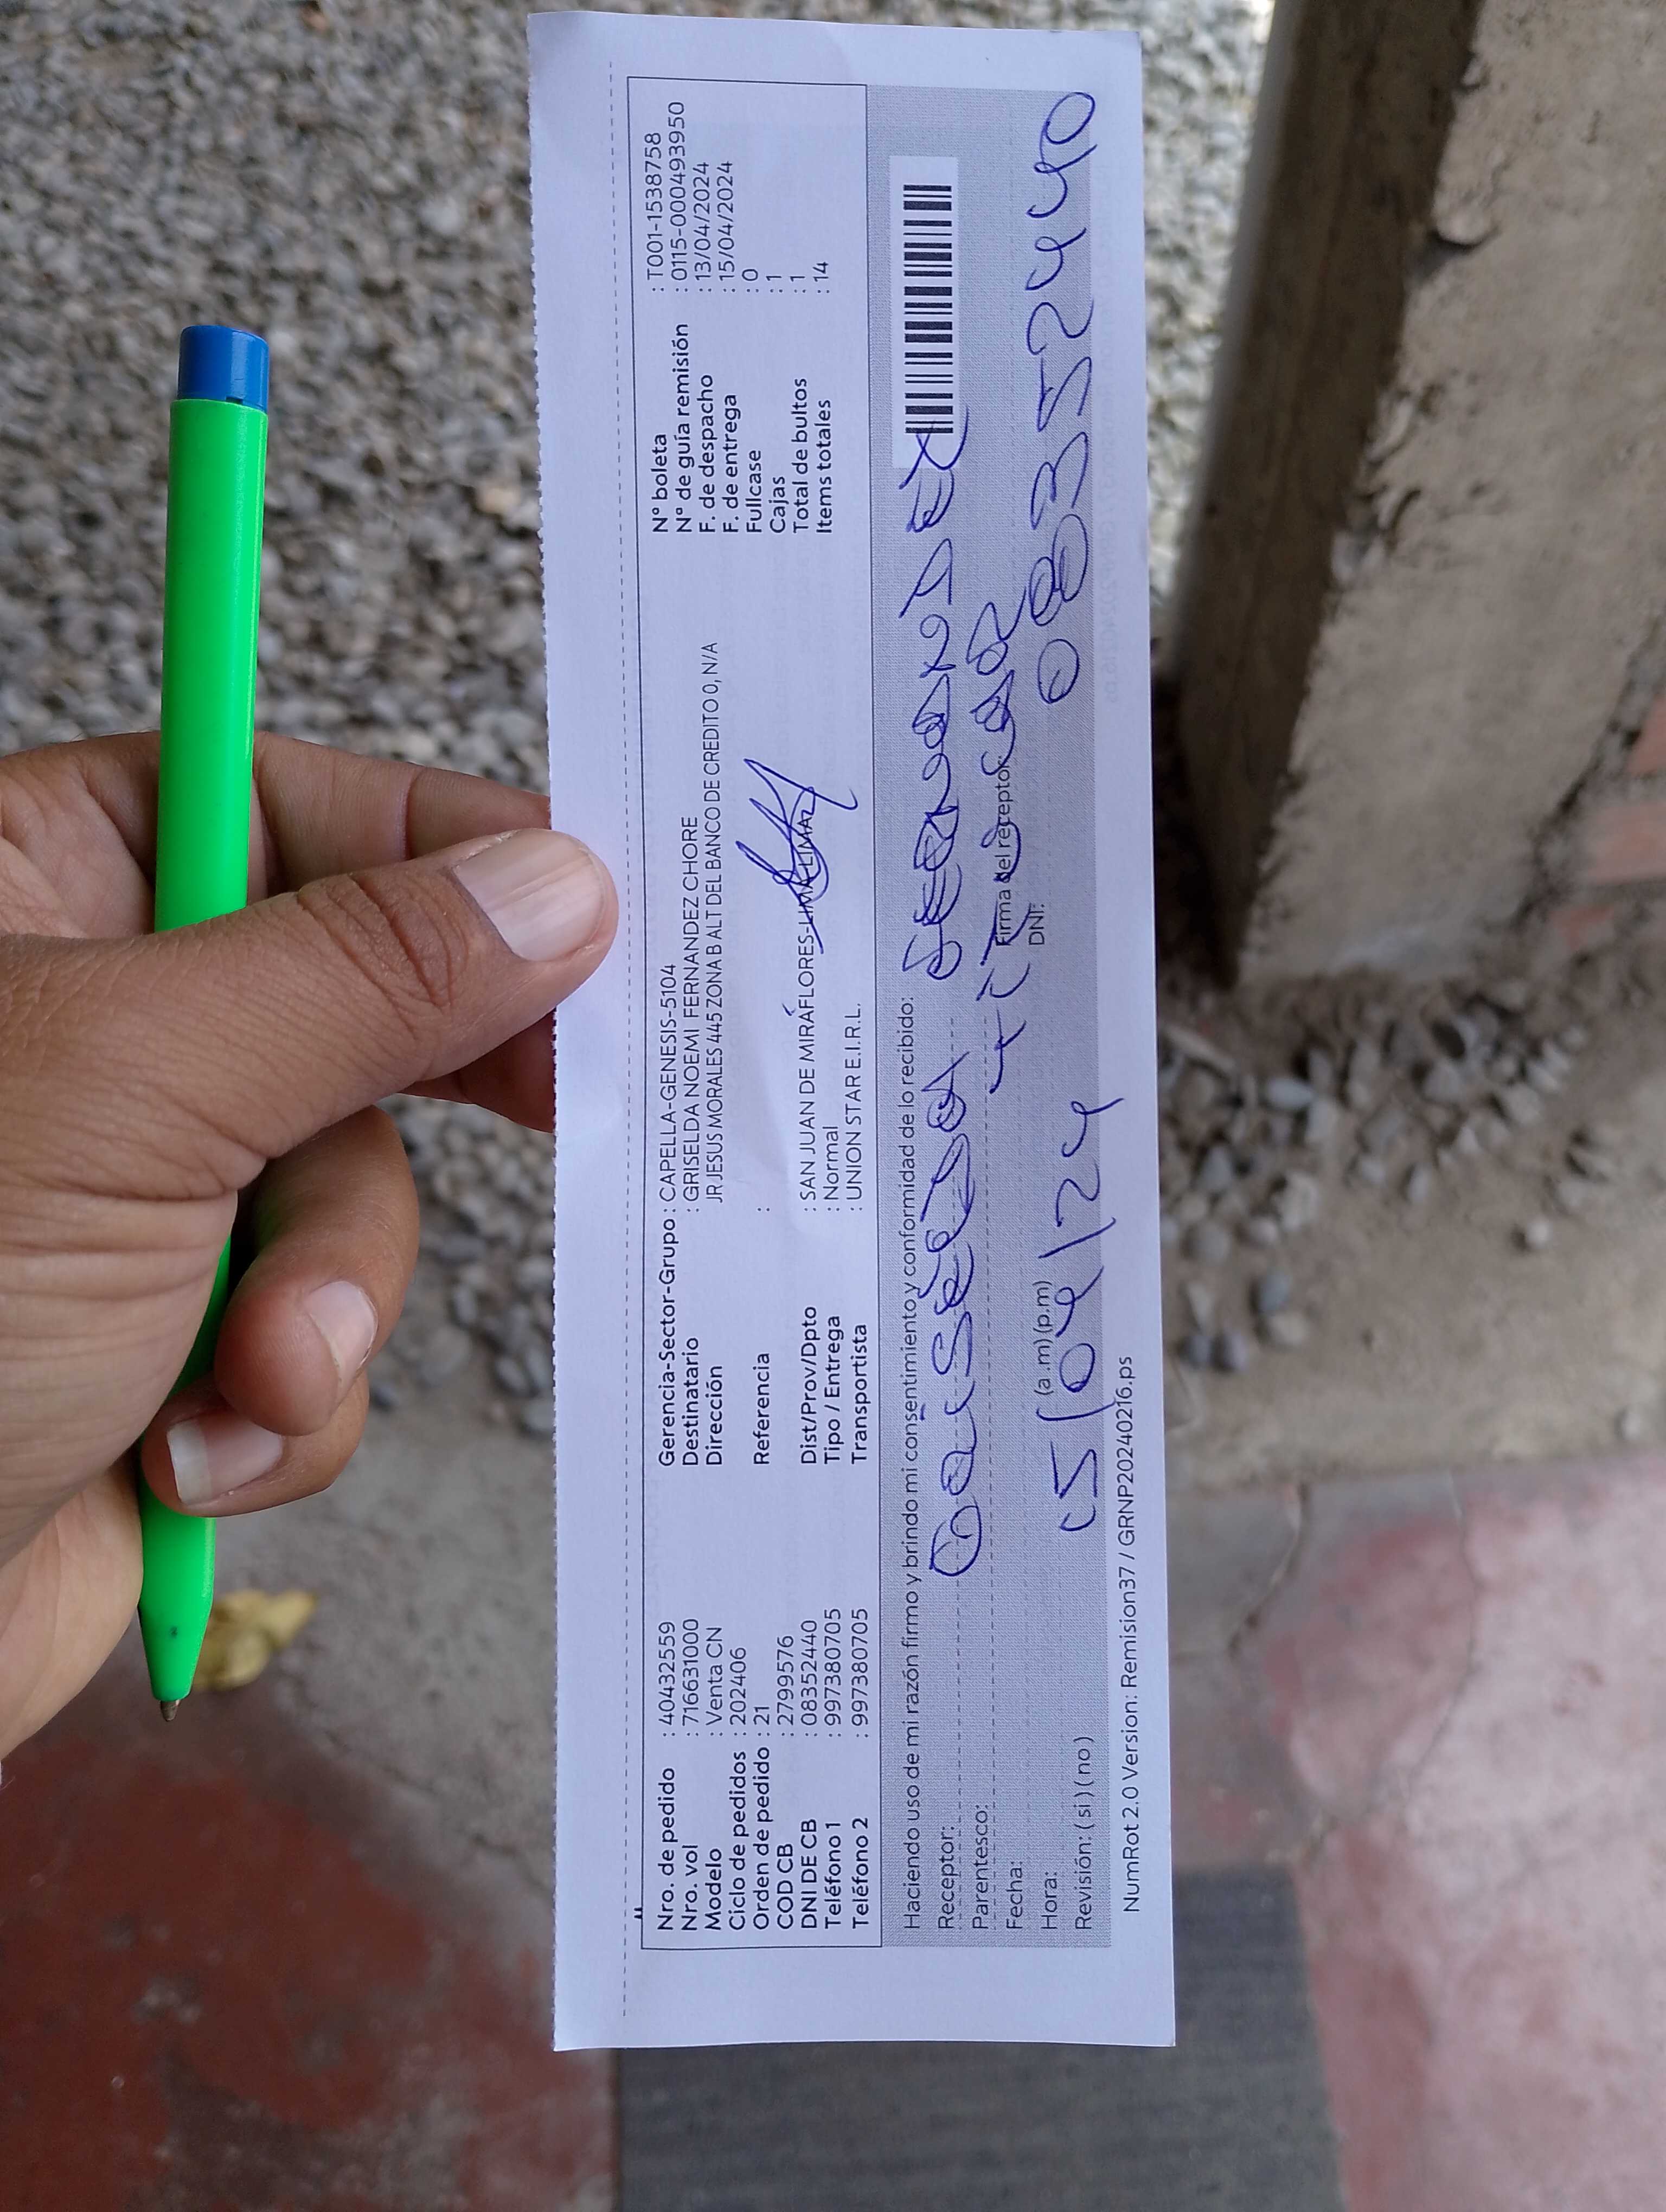 Nro. de pedido : 40432559
Nro. vol : 716631000
Modelo : Venta CN
Ciclo de pedidos : 202406
Orden de pedido : 21
COD CB : 2799576
DNI DE CB : 08352440
Teléfono 1 : 997380705
Teléfono 2 : 997380705
Gerencia-Sector-Grupo : CAPELLA-GENESIS-5104
Destinatario : GRISELDA NOEMI FERNANDEZ CHORE
Dirección JR JESUS MORALES 445 ZONA B ALT DEL BANCO DE CREDITO 0, N/A
Referencia :
Dist/Prov/Dpto : SAN JUAN DE MIRAFLORES-LIMA-LIMA
Tipo / Entrega : Normal
Transportista : UNION STAR E.I.R.L.
N° boleta : T001-1538758
N° de guía remisión : 0115-0000493950
F. de despacho : 13/04/2024
F. de entrega : 15/04/2024
Fullcase : 0
Cajas : 1
Total de bultos : 1
Items totales : 14
Haciendo uso de mi razón firmo y brindo mi consentimiento y conformidad de lo recibido:
Receptor: Griselda Fernandez
Parentesco: Titular
Fecha: Firma del receptor:
Hora: (a .m) (p.m) DNI: 08352440
15/04/24
Revisión: ( si ) ( no )
NumRot 2.0 Version: Remision37 / GRNP20240216.ps